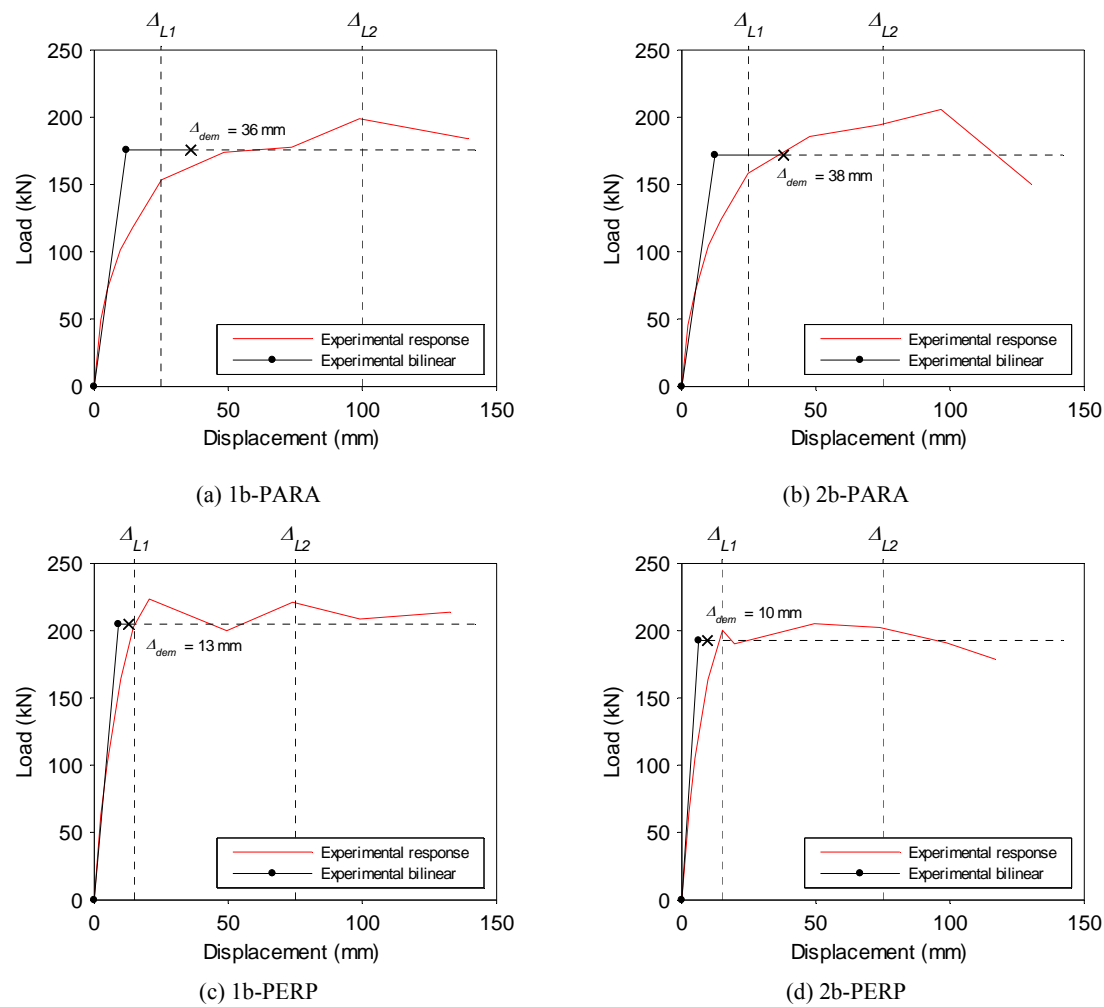 Δ_L1 Δ_L2
250
200
150
100
50
0
Load (kN)
Δ_dem = 36 mm
Experimental response
Experimental bilinear
0 50 100 150
Displacement (mm)
(a) 1b-PARA
Δ_L1 Δ_L2
250
200
150
100
50
0
Load (kN)
Δ_dem = 38 mm
Experimental response
Experimental bilinear
0 50 100 150
Displacement (mm)
(b) 2b-PARA
Δ_L1 Δ_L2
250
200
150
100
50
0
Load (kN)
Δ_dem = 13 mm
Experimental response
Experimental bilinear
0 50 100 150
Displacement (mm)
(c) 1b-PERP
Δ_L1 Δ_L2
250
200
150
100
50
0
Load (kN)
Δ_dem = 10 mm
Experimental response
Experimental bilinear
0 50 100 150
Displacement (mm)
(d) 2b-PERP